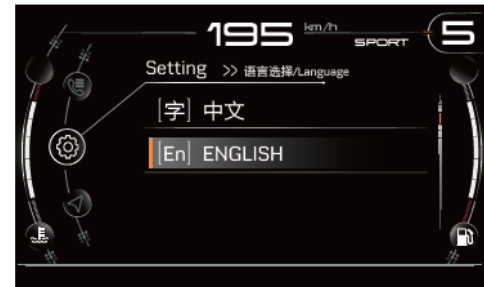 195 km/h SPORT 5
Setting >> 语言选择/Language
[字] 中文
[En] ENGLISH